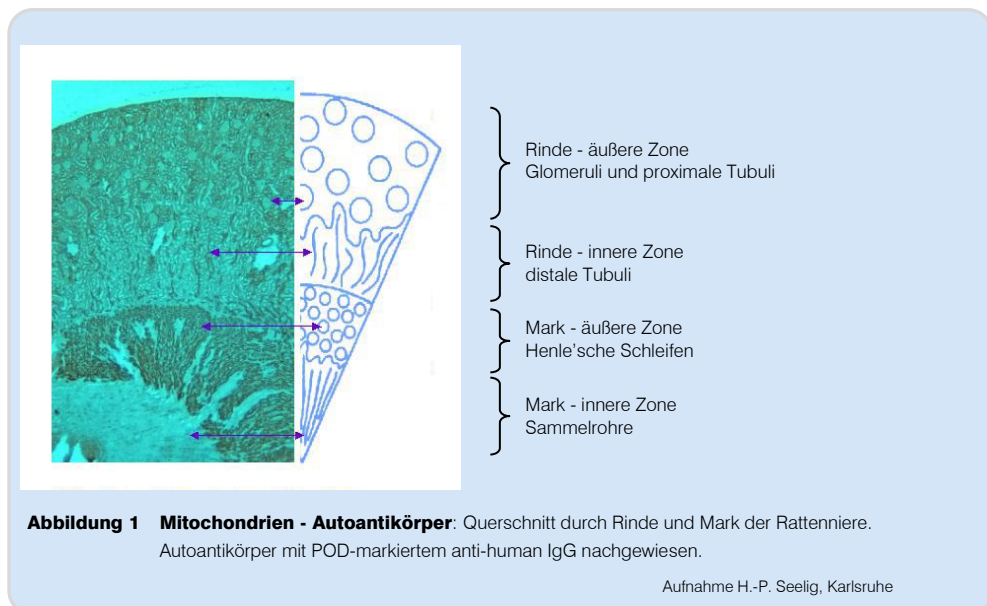 Rinde - äußere Zone
Glomeruli und proximale Tubuli
Rinde - innere Zone
distale Tubuli
Mark - äußere Zone
Henle'sche Schleifen
Mark - innere Zone
Sammelrohre
Abbildung 1 Mitochondrien - Autoantikörper: Querschnitt durch Rinde und Mark der Rattenniere.
Autoantikörper mit POD-markiertem anti-human IgG nachgewiesen.
Aufnahme H.-P. Seelig, Karlsruhe